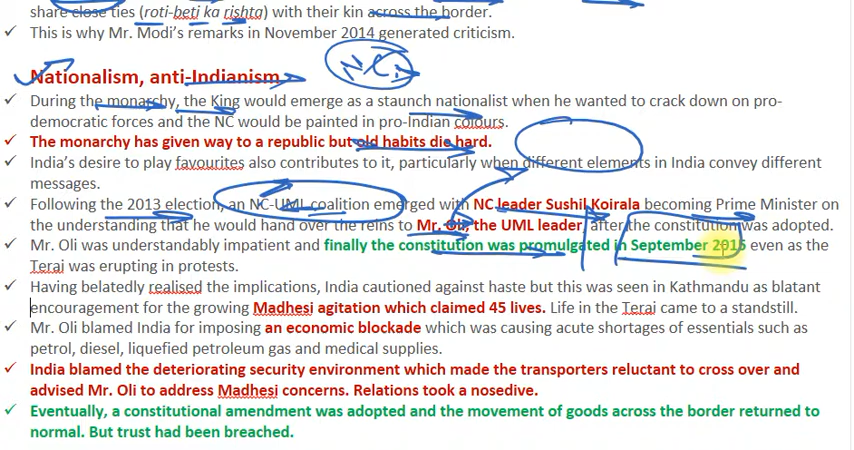 share close ties (roti-beti ka rishta) with their kin across the border.
✓ This is why Mr. Modi's remarks in November 2014 generated criticism.
Nationalism, anti-Indianism
✓ During the monarchy, the King would emerge as a staunch nationalist when he wanted to crack down on pro-
democratic forces and the NC would be painted in pro-Indian colours.
✓ The monarchy has given way to a republic but old habits die hard.
✓ India's desire to play favourites also contributes to it, particularly when different elements in India convey different
messages.
✓ Following the 2013 election, an NC-UML coalition emerged with NC leader Sushil Koirala becoming Prime Minister on
the understanding that he would hand over the reins to Mr. Oli, the UML leader after the constitution was adopted.
✓ Mr. Oli was understandably impatient and finally the constitution was promulgated in September 2015 even as the
Terai was erupting in protests.
✓ Having belatedly realised the implications, India cautioned against haste but this was seen in Kathmandu as blatant
encouragement for the growing Madhesi agitation which claimed 45 lives. Life in the Terai came to a standstill.
✓ Mr. Oli blamed India for imposing an economic blockade which was causing acute shortages of essentials such as
petrol, diesel, liquefied petroleum gas and medical supplies.
✓ India blamed the deteriorating security environment which made the transporters reluctant to cross over and
advised Mr. Oli to address Madhesi concerns. Relations took a nosedive.
✓ Eventually, a constitutional amendment was adopted and the movement of goods across the border returned to
normal. But trust had been breached.